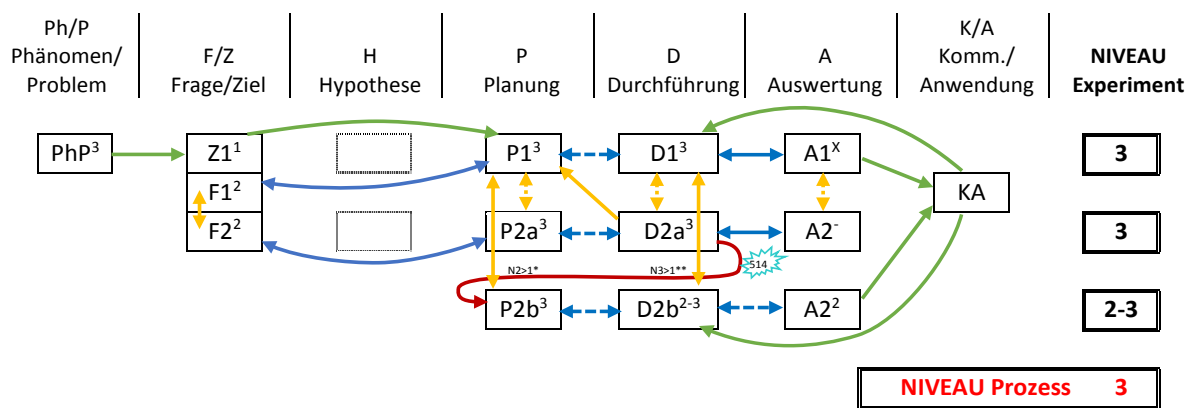 Ph/P
Phänomen/
Problem
F/Z
Frage/Ziel
H
Hypothese
P
Planung
D
Durchführung
A
Auswertung
K/A
Komm./
Anwendung
NIVEAU
Experiment
PhP³ Z1¹ P1³ D1³ A1ˣ 3
F1² KA
F2² P2a³ D2a³ A2⁻ 3
514
N2>1* N3>1**
P2b³ D2b²⁻³ A2² 2-3
NIVEAU Prozess 3